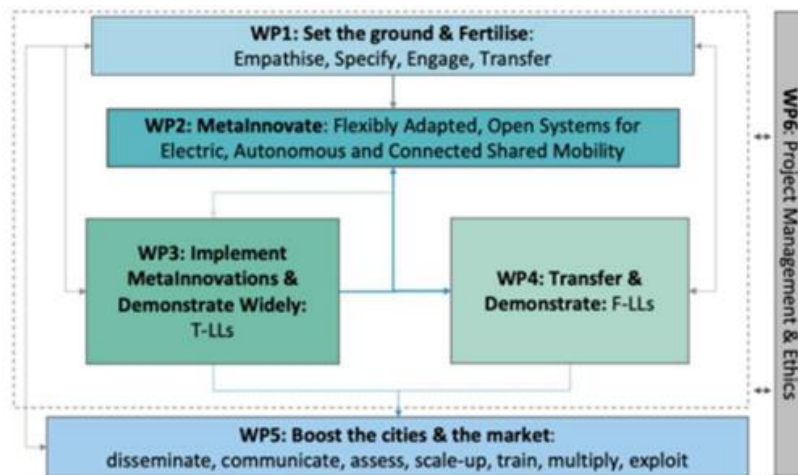 WP1: Set the ground & Fertilise:
Empathise, Specify, Engage, Transfer
WP2: MetaInnovate: Flexibly Adapted, Open Systems for
Electric, Autonomous and Connected Shared Mobility
WP3: Implement
MetaInnovations &
Demonstrate Widely:
T-LLs
WP4: Transfer &
Demonstrate: F-LLs
WP5: Boost the cities & the market:
disseminate, communicate, assess, scale-up, train, multiply, exploit
WP6: Project Management & Ethics